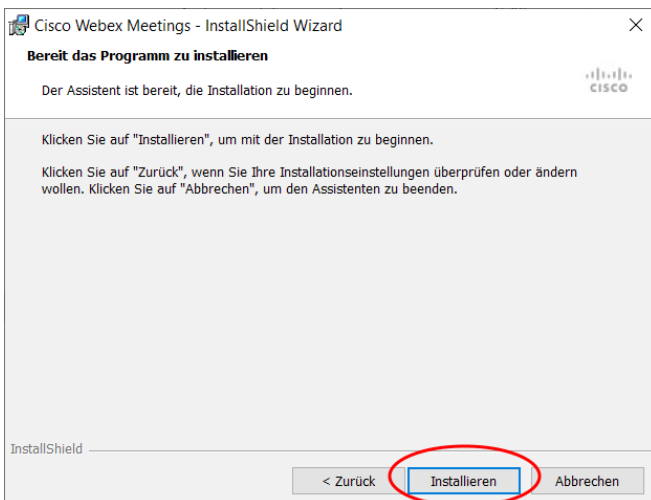 Cisco Webex Meetings - InstallShield Wizard
Bereit das Programm zu installieren
Der Assistent ist bereit, die Installation zu beginnen.
CISCO
Klicken Sie auf "Installieren", um mit der Installation zu beginnen.
Klicken Sie auf "Zurück", wenn Sie Ihre Installationseinstellungen überprüfen oder ändern
wollen. Klicken Sie auf "Abbrechen", um den Assistenten zu beenden.
InstallShield
< Zurück Installieren Abbrechen